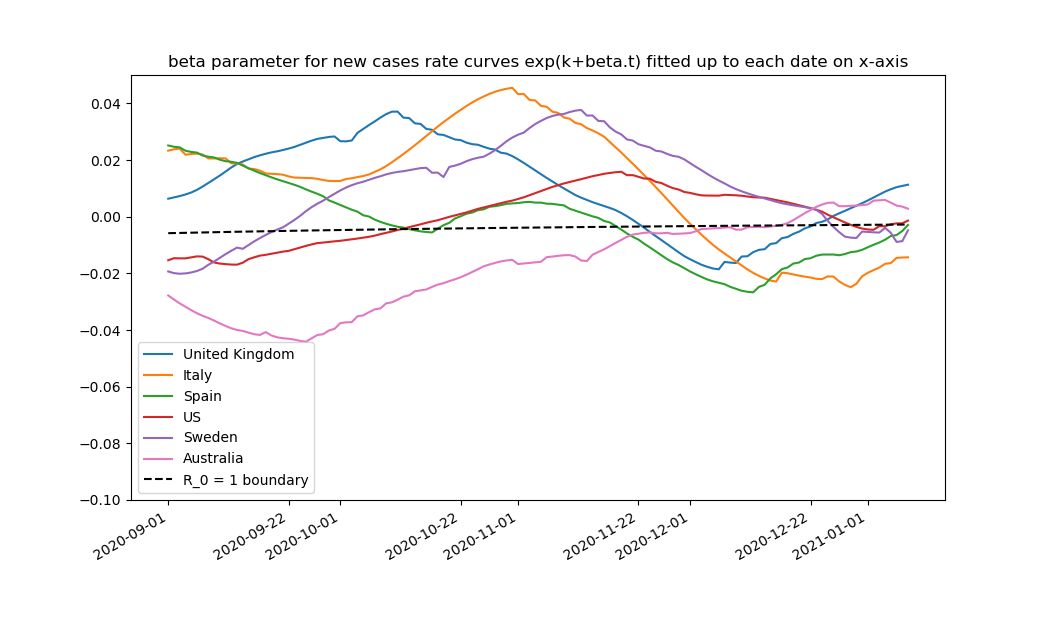 beta parameter for new cases rate curves exp(k+beta.t) fitted up to each date on x-axis
0.04
0.02
0.00
−0.02
−0.04
−0.06
−0.08
−0.10
United Kingdom
Italy
Spain
US
Sweden
Australia
R_0 = 1 boundary
2020-09-01
2020-09-22
2020-10-01
2020-10-22
2020-11-01
2020-11-22
2020-12-01
2020-12-22
2021-01-01